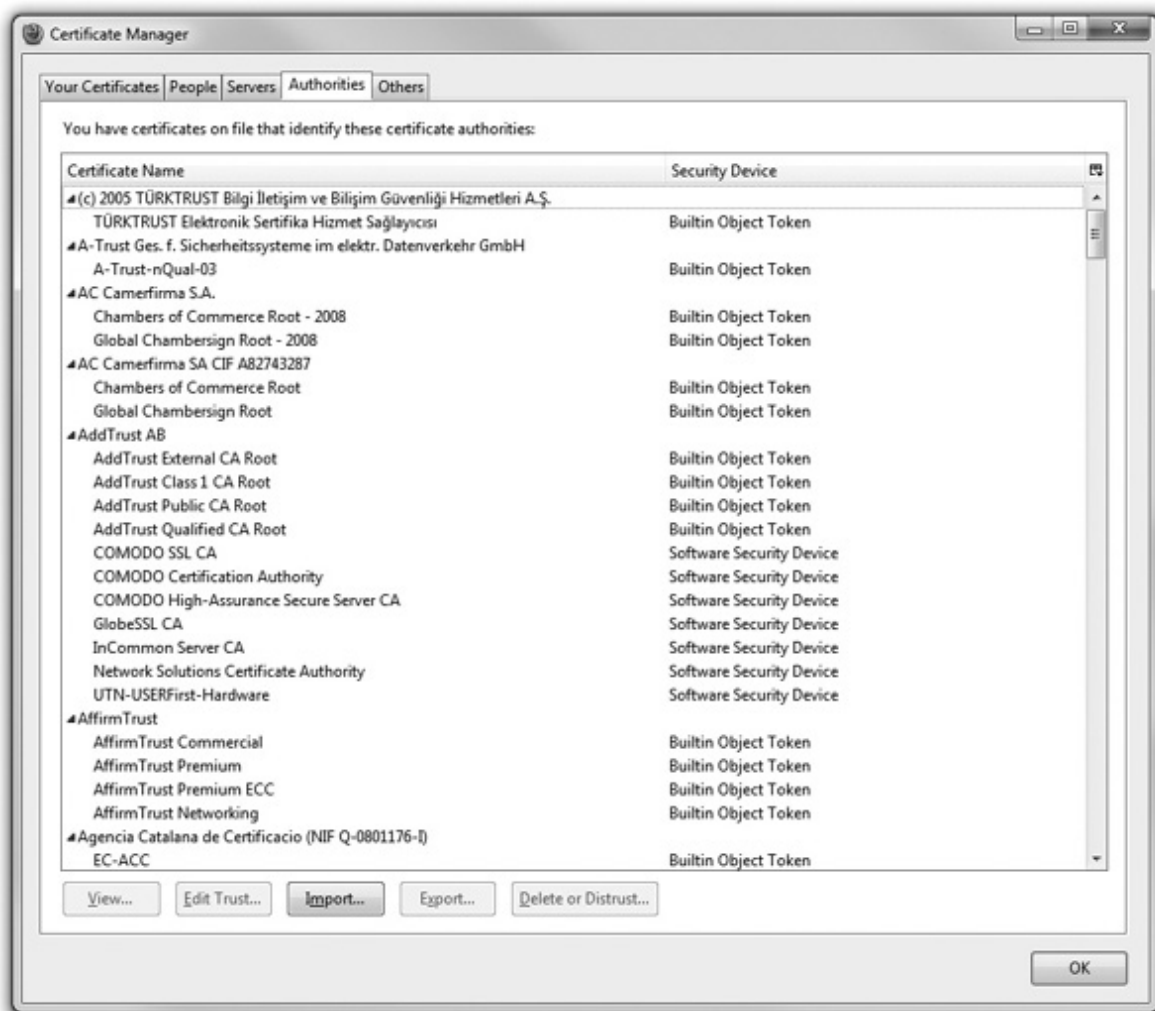 Certificate Manager
Your Certificates People Servers Authorities Others
You have certificates on file that identify these certificate authorities:
Certificate Name Security Device
(c) 2005 TÜRKTRUST Bilgi İletişim ve Bilişim Güvenliği Hizmetleri A.Ş.
TÜRKTRUST Elektronik Sertifika Hizmet Sağlayıcısı Builtin Object Token
A-Trust Ges. f. Sicherheitssysteme im elektr. Datenverkehr GmbH
A-Trust-nQual-03 Builtin Object Token
AC Camerfirma S.A.
Chambers of Commerce Root - 2008 Builtin Object Token
Global Chambersign Root - 2008 Builtin Object Token
AC Camerfirma SA CIF A82743287
Chambers of Commerce Root Builtin Object Token
Global Chambersign Root Builtin Object Token
AddTrust AB
AddTrust External CA Root Builtin Object Token
AddTrust Class 1 CA Root Builtin Object Token
AddTrust Public CA Root Builtin Object Token
AddTrust Qualified CA Root Builtin Object Token
COMODO SSL CA Software Security Device
COMODO Certification Authority Software Security Device
COMODO High-Assurance Secure Server CA Software Security Device
GlobeSSL CA Software Security Device
InCommon Server CA Software Security Device
Network Solutions Certificate Authority Software Security Device
UTN-USERFirst-Hardware Software Security Device
AffirmTrust
AffirmTrust Commercial Builtin Object Token
AffirmTrust Premium Builtin Object Token
AffirmTrust Premium ECC Builtin Object Token
AffirmTrust Networking Builtin Object Token
Agencia Catalana de Certificacio (NIF Q-0801176-I)
EC-ACC Builtin Object Token
View... Edit Trust... Import... Export... Delete or Distrust...
OK